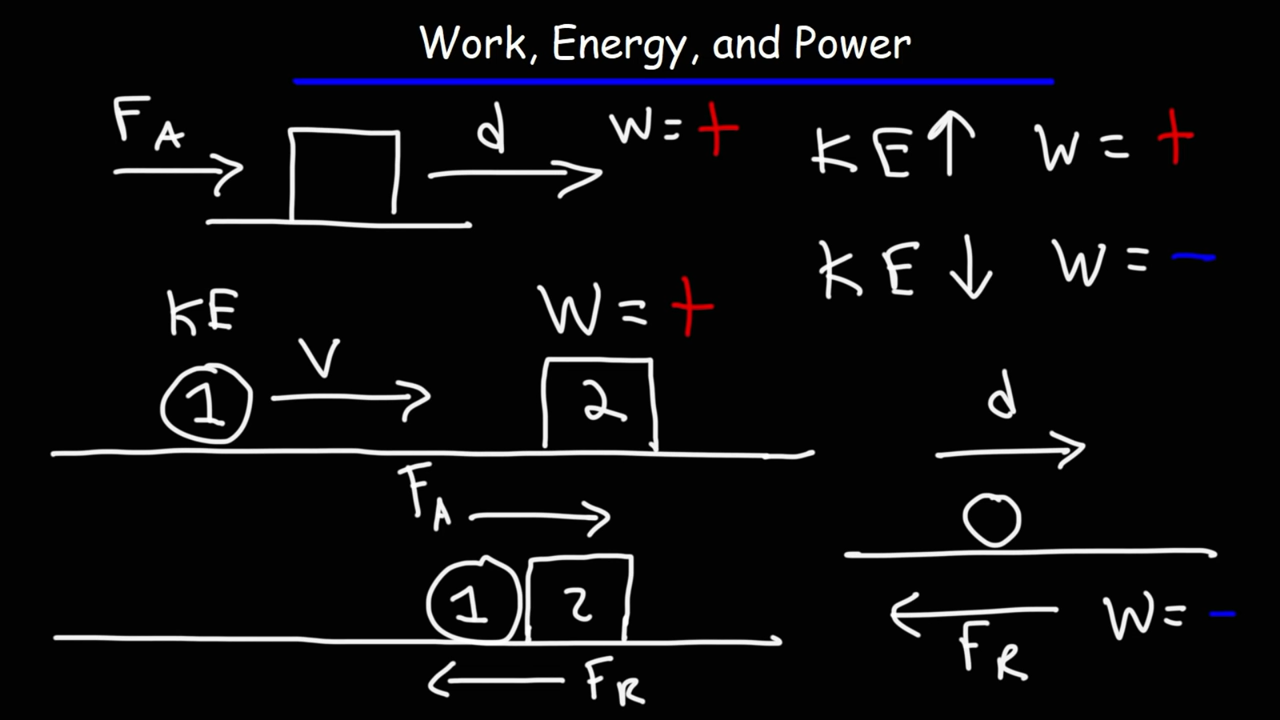 Work, Energy, and Power
FA d W = +
KE↑ W = +
KE↓ W = -
KE
V
W = +
1 2
d
FA
1 2
FR
FR W = -